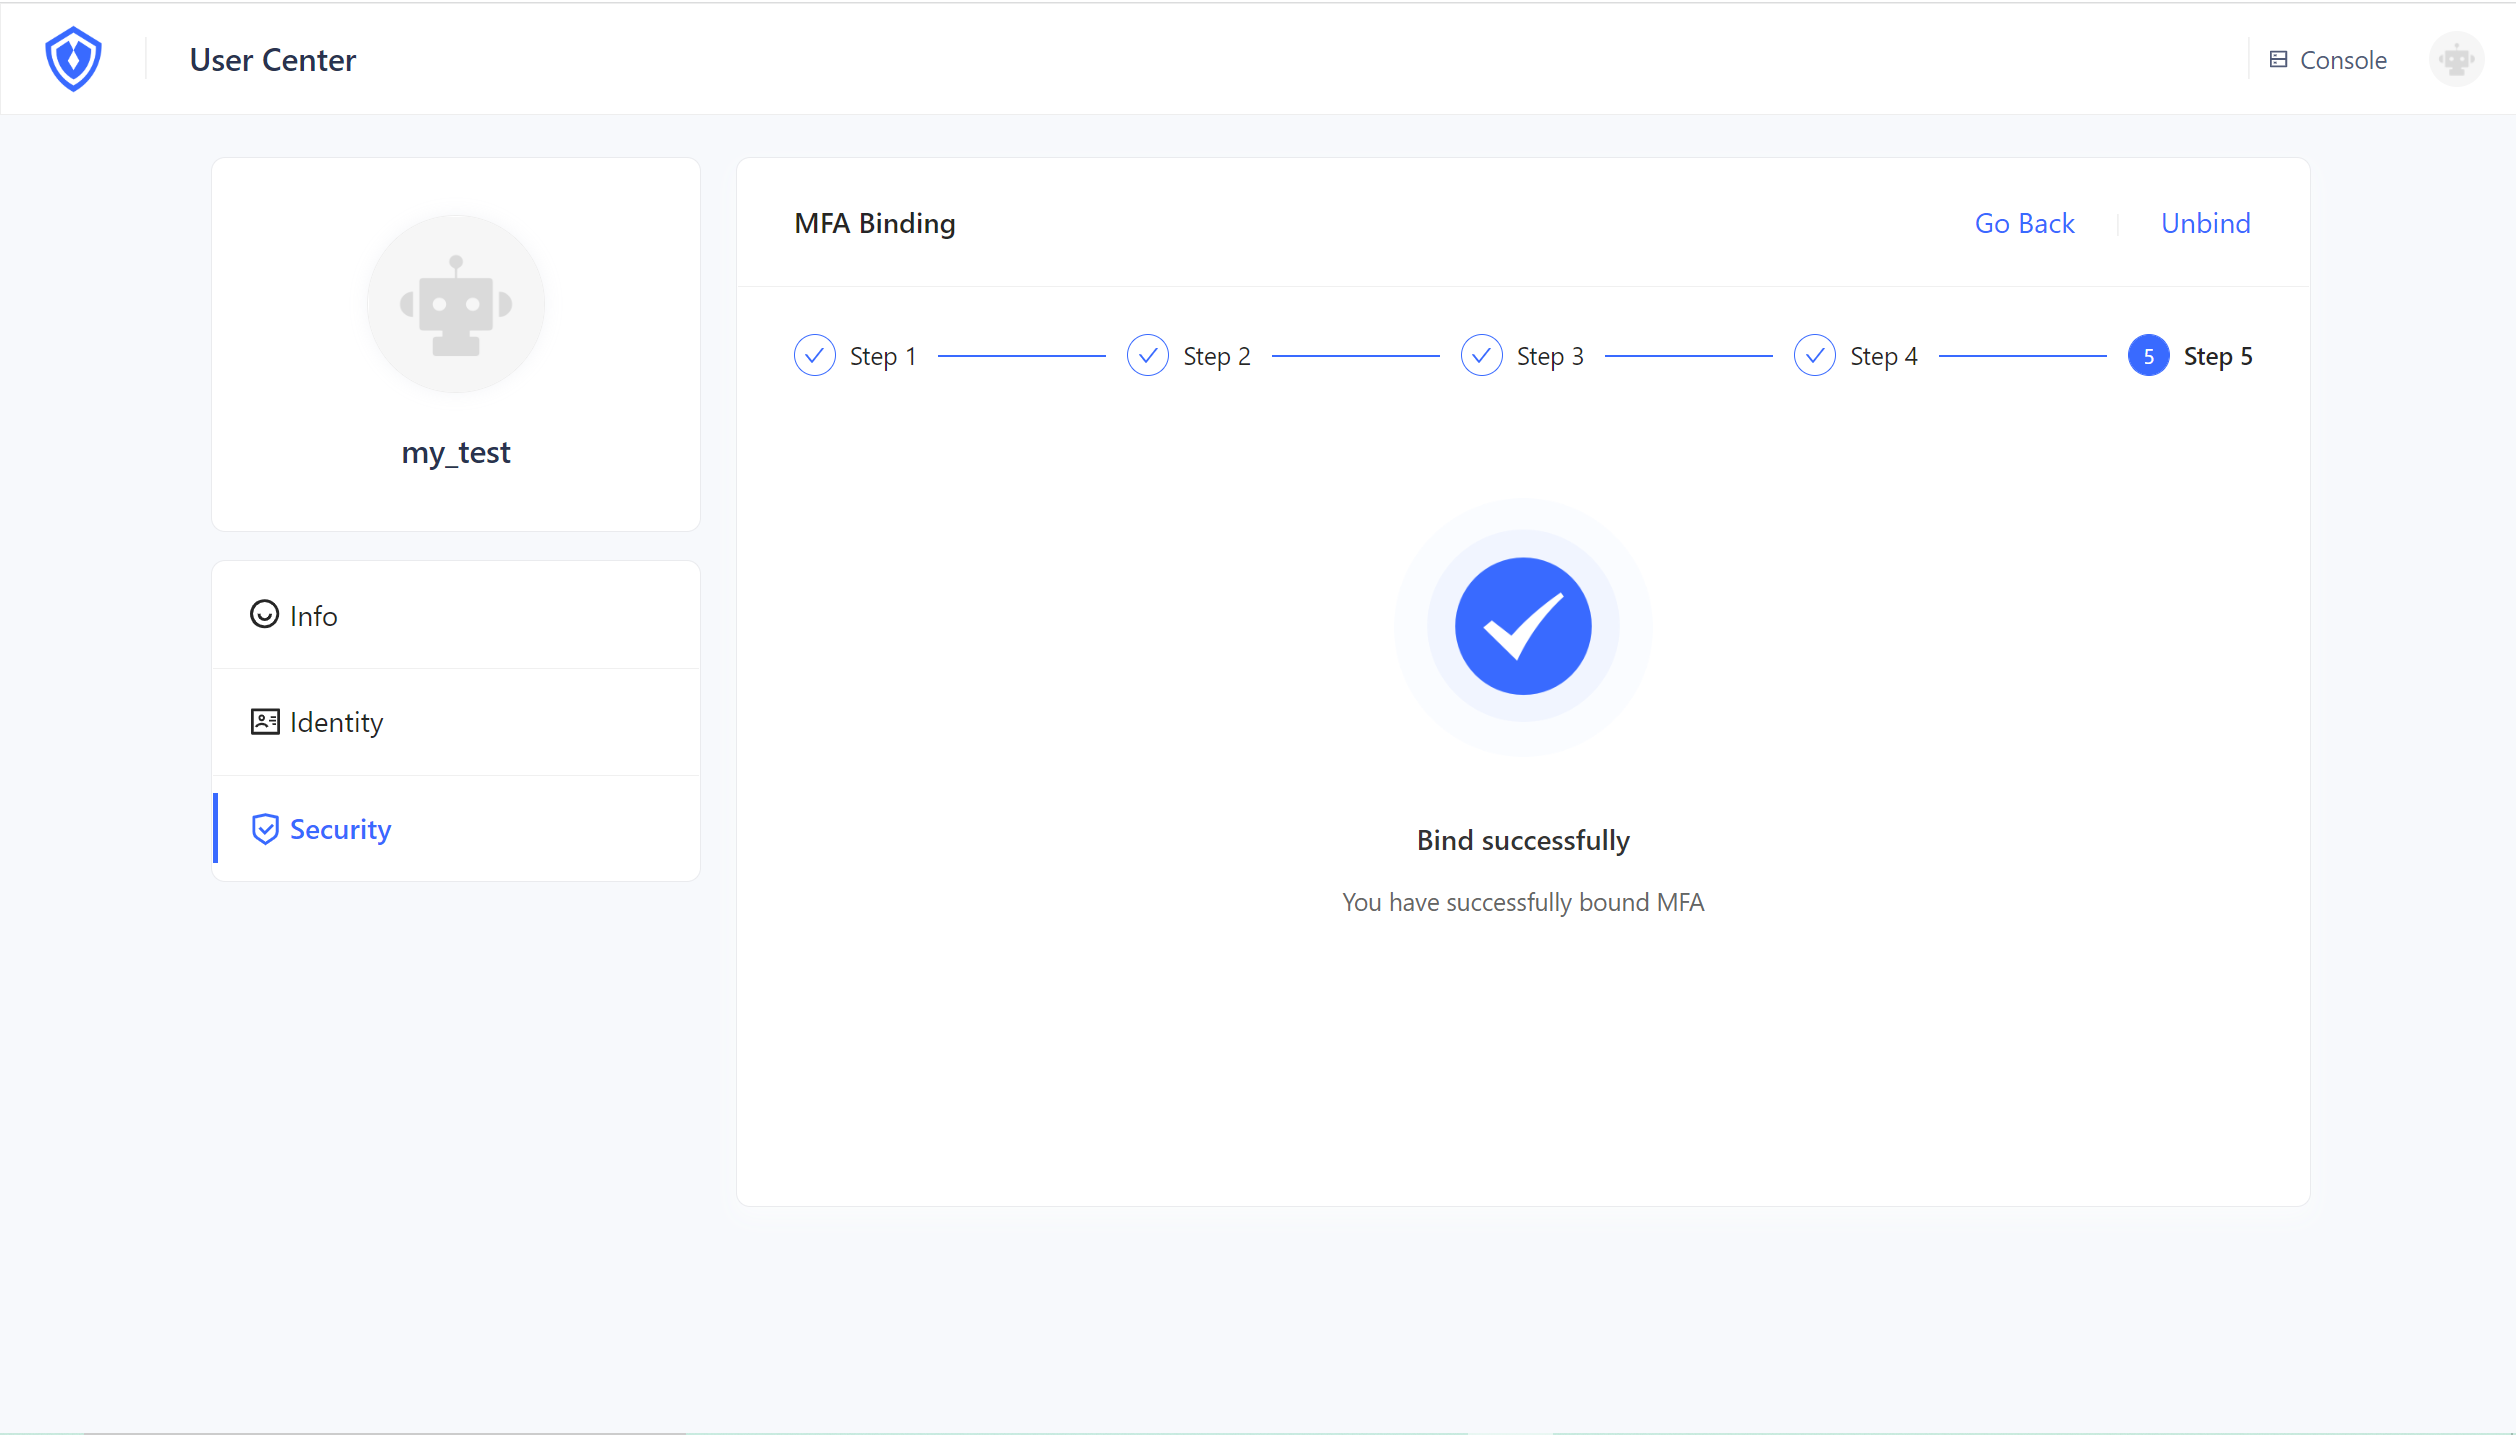 User Center
Console
my_test
Info
Identity
Security
MFA Binding
Go Back
Unbind
Step 1
Step 2
Step 3
Step 4
5 Step 5
Bind successfully
You have successfully bound MFA